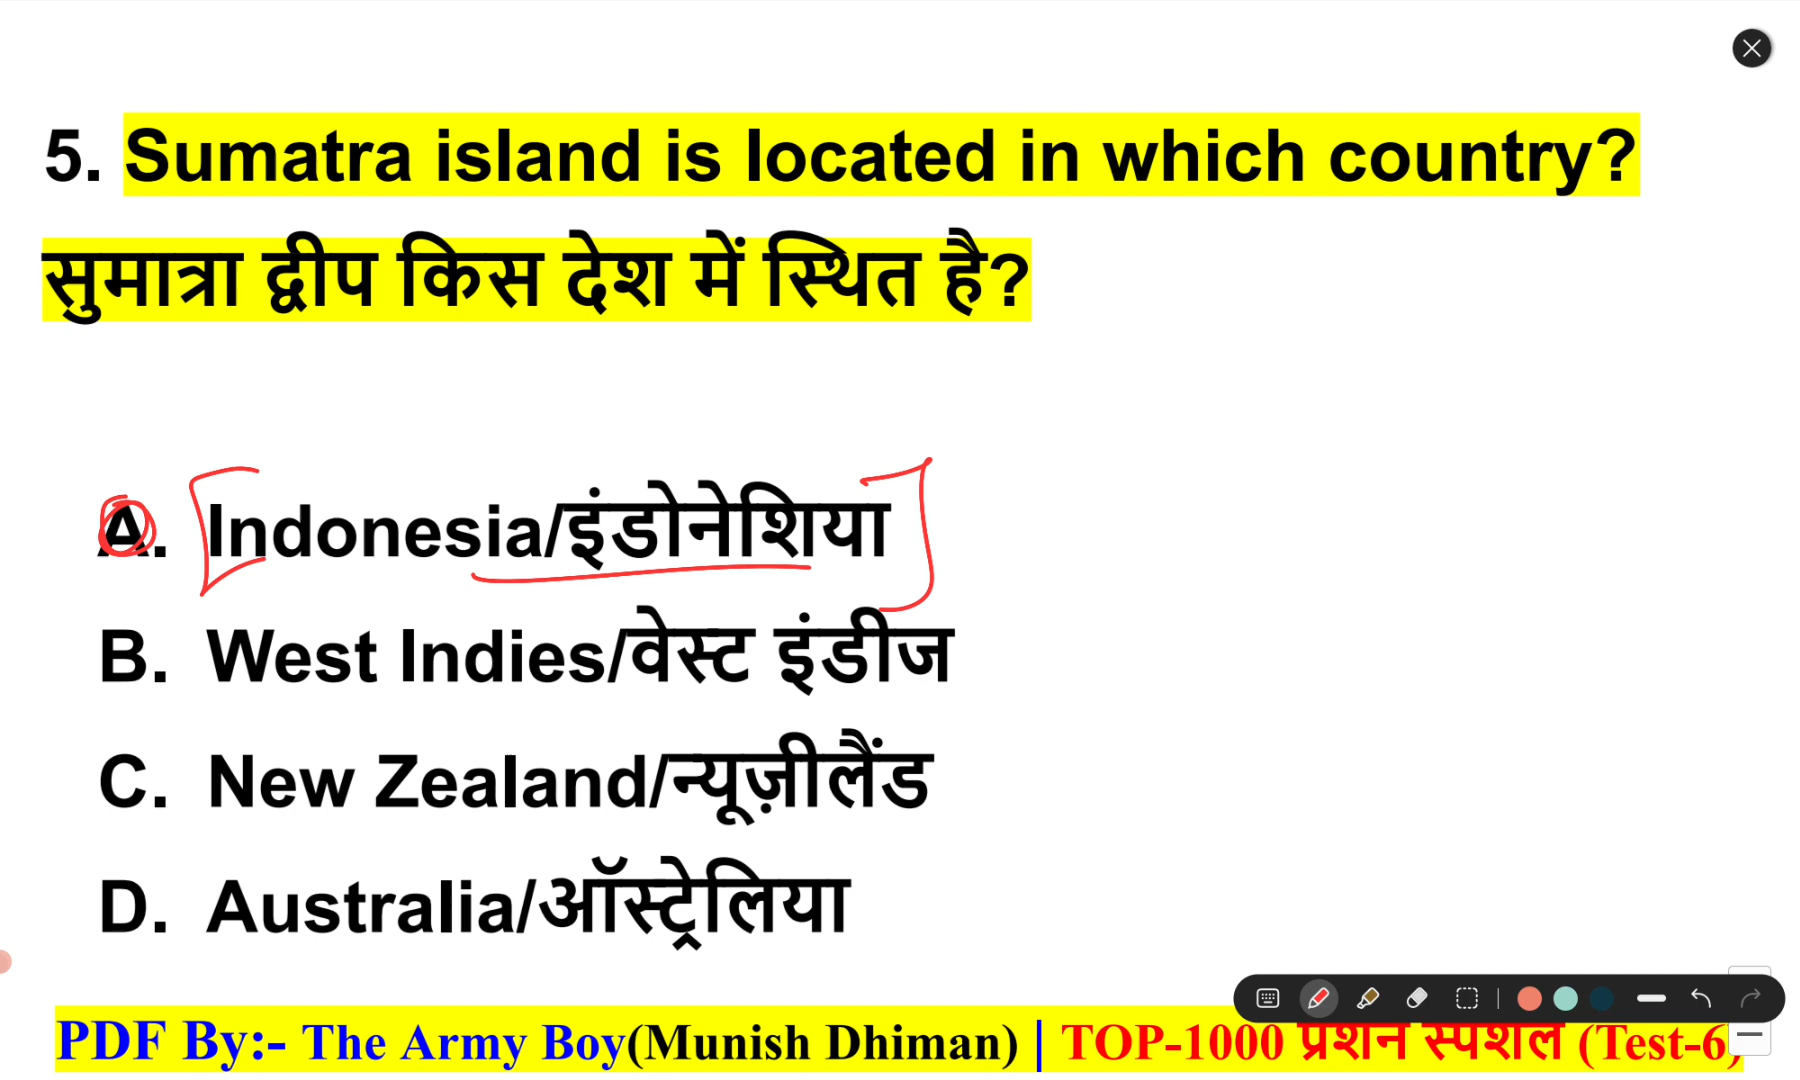 5. Sumatra island is located in which country?
सुमात्रा द्वीप किस देश में स्थित है?
A. Indonesia/इंडोनेशिया
B. West Indies/वेस्ट इंडीज
C. New Zealand/न्यूज़ीलैंड
D. Australia/ऑस्ट्रेलिया
PDF By:- The Army Boy(Munish Dhiman) | TOP-1000 प्रशन स्पेशल (Test-6)